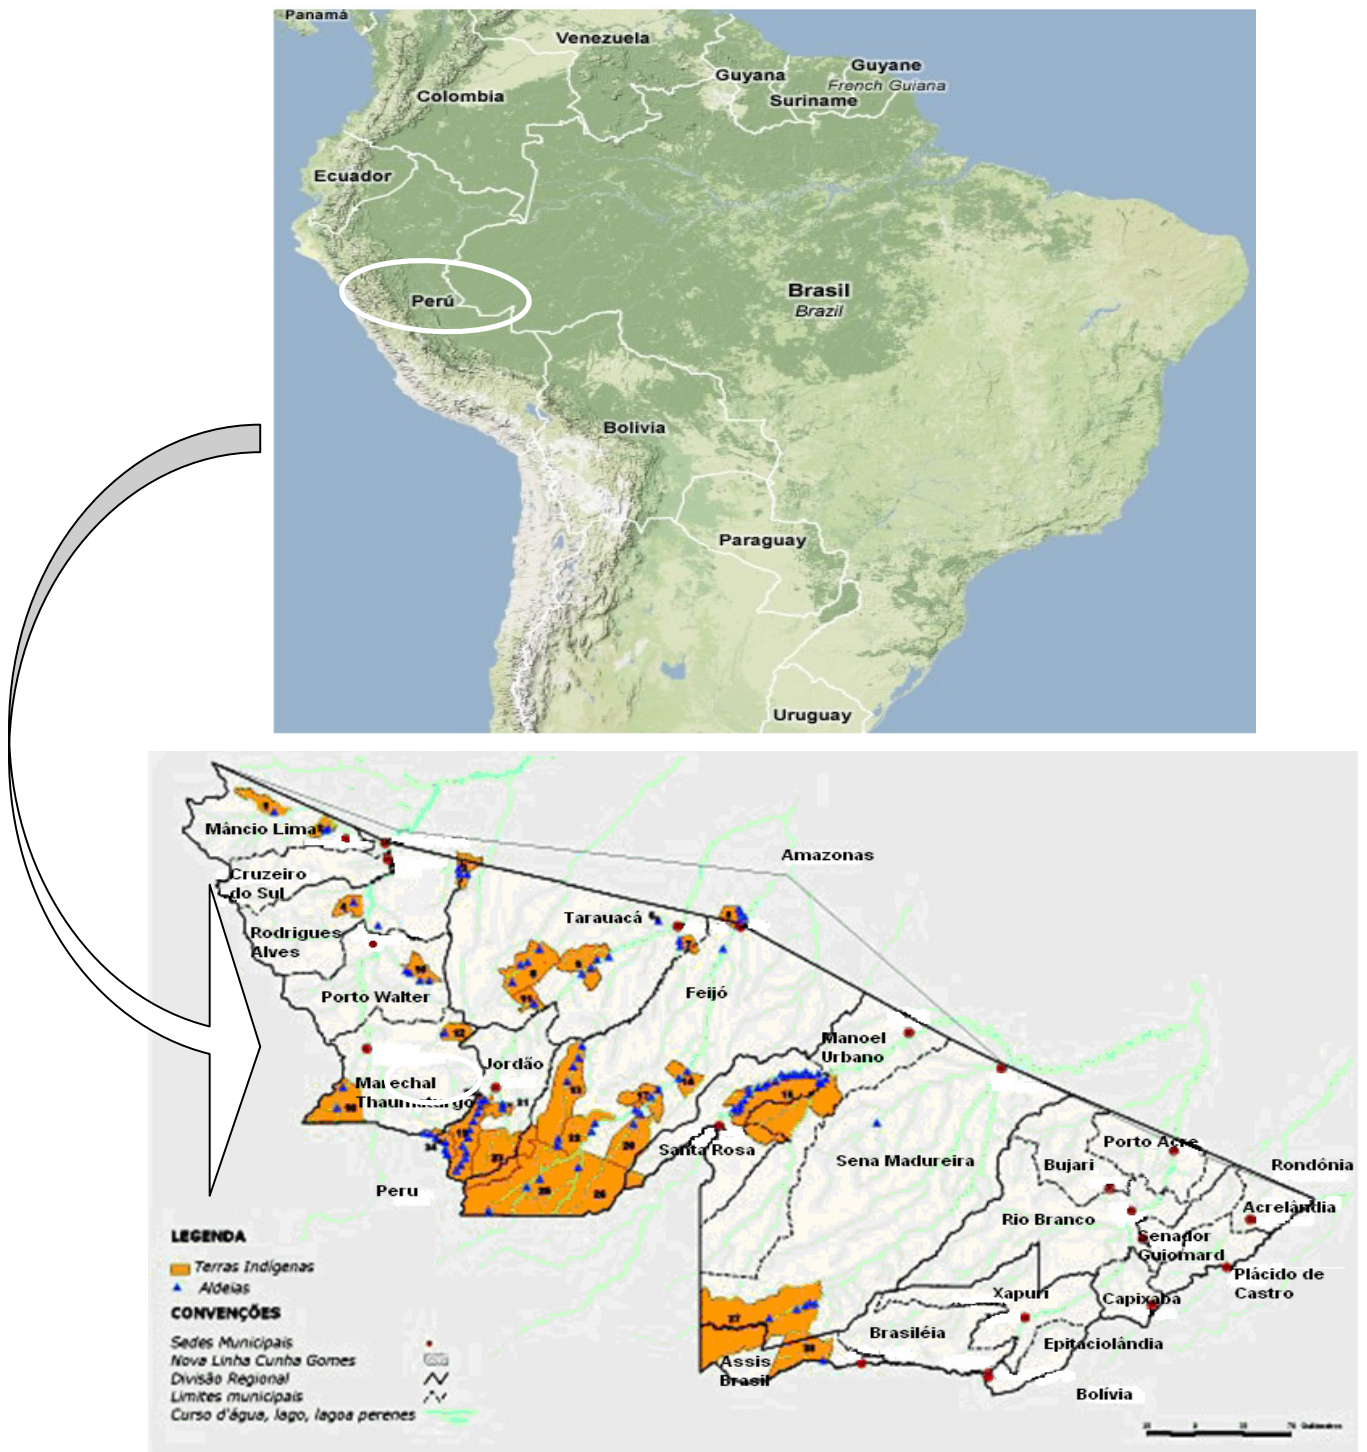 Panamá
Venezuela
Guyana
Guyane
French Guiana
Suriname
Colombia
Ecuador
Perú
Brasil
Brazil
Bolivia
Paraguay
Uruguay
Mâncio Lima
Cruzeiro
do Sul
Rodrigues
Alves
Porto Walter
Marechal
Thaumaturgo
Jordão
Tarauacá
Feijó
Amazonas
Manoel
Urbano
Santa Rosa
Sena Madureira
Peru
Porto Acre
Bujari
Rondônia
Rio Branco
Acrelândia
Senador
Guiomard
Plácido de
Castro
Xapuri
Capixaba
Brasiléia
Epitaciolândia
Assis
Brasil
Bolívia
LEGENDA
Terras Indígenas
Aldeias
CONVENÇÕES
Sedes Municipais
Nova Linha Cunha Gomes
Divisão Regional
Limites municipais
Curso d'água, lago, lagoa perenes